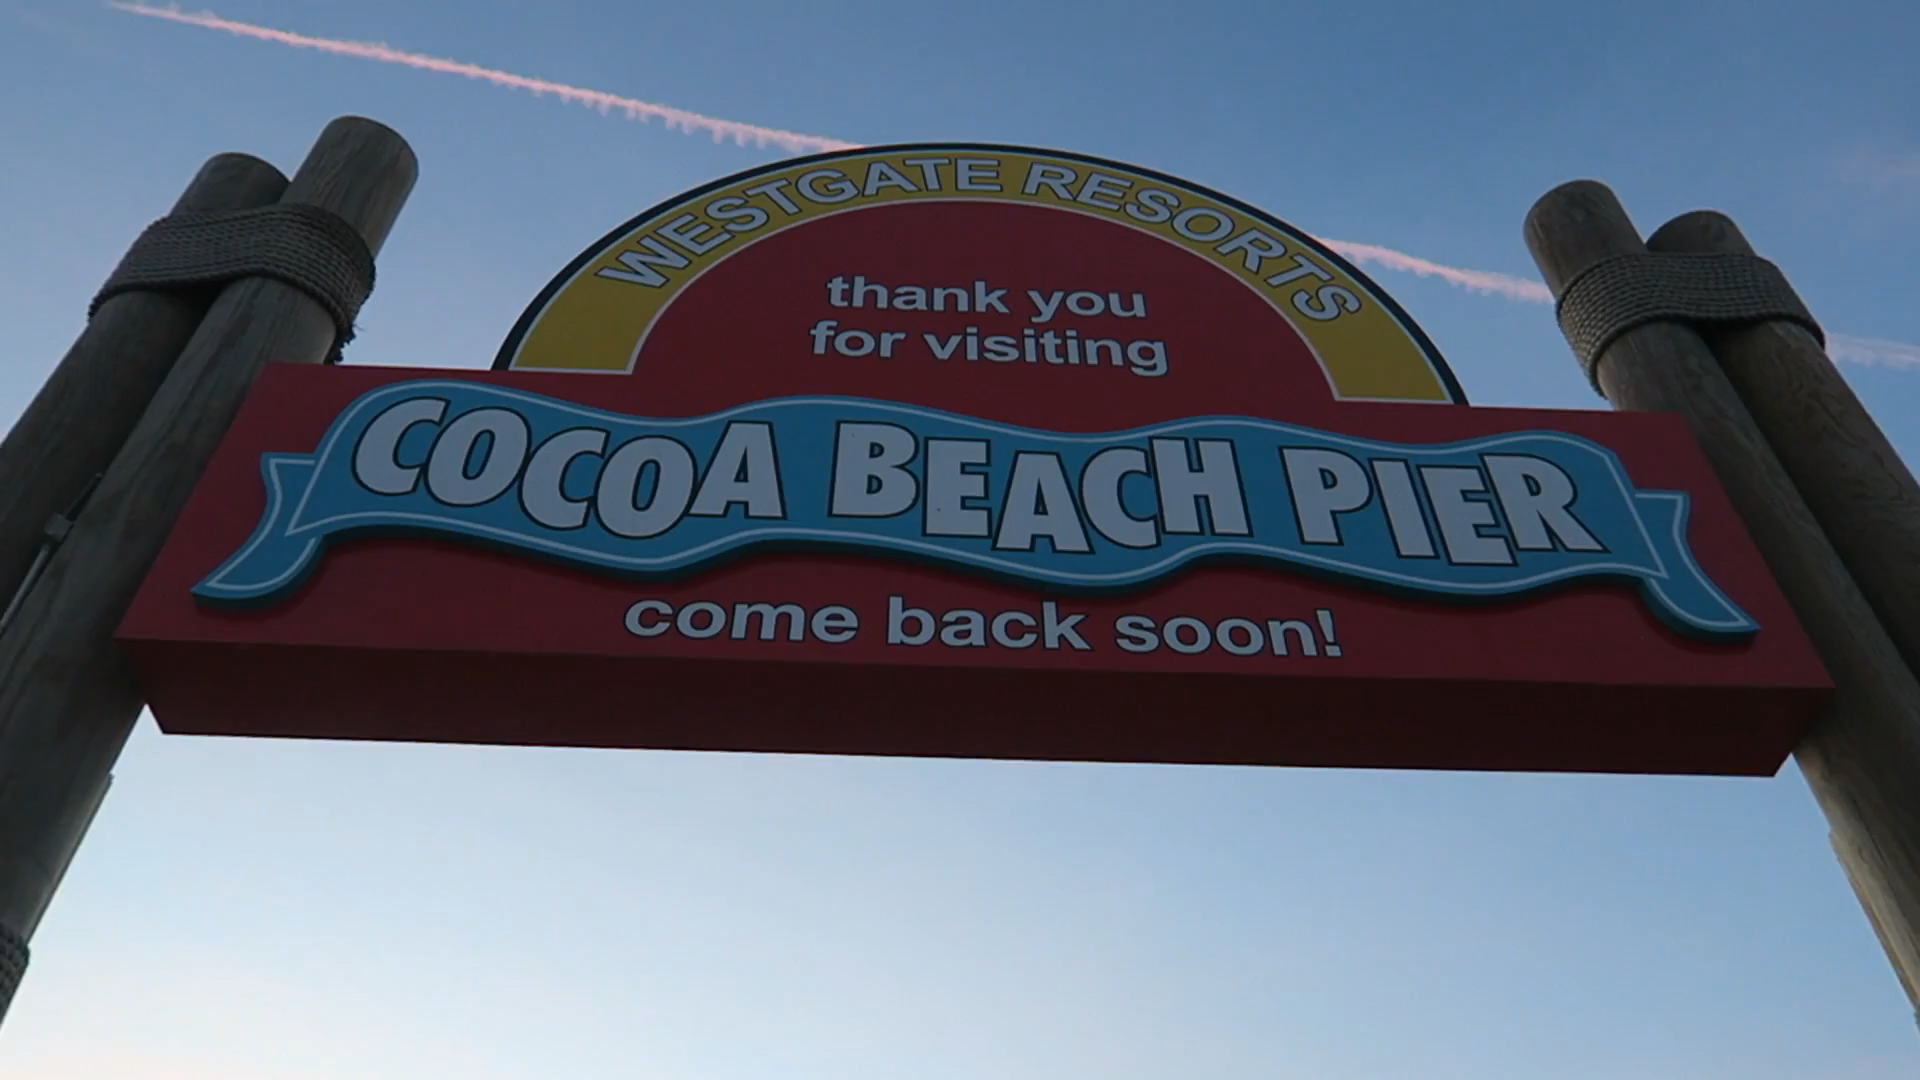 WESTGATE RESORTS
thank you
for visiting
COCOA BEACH PIER
come back soon!